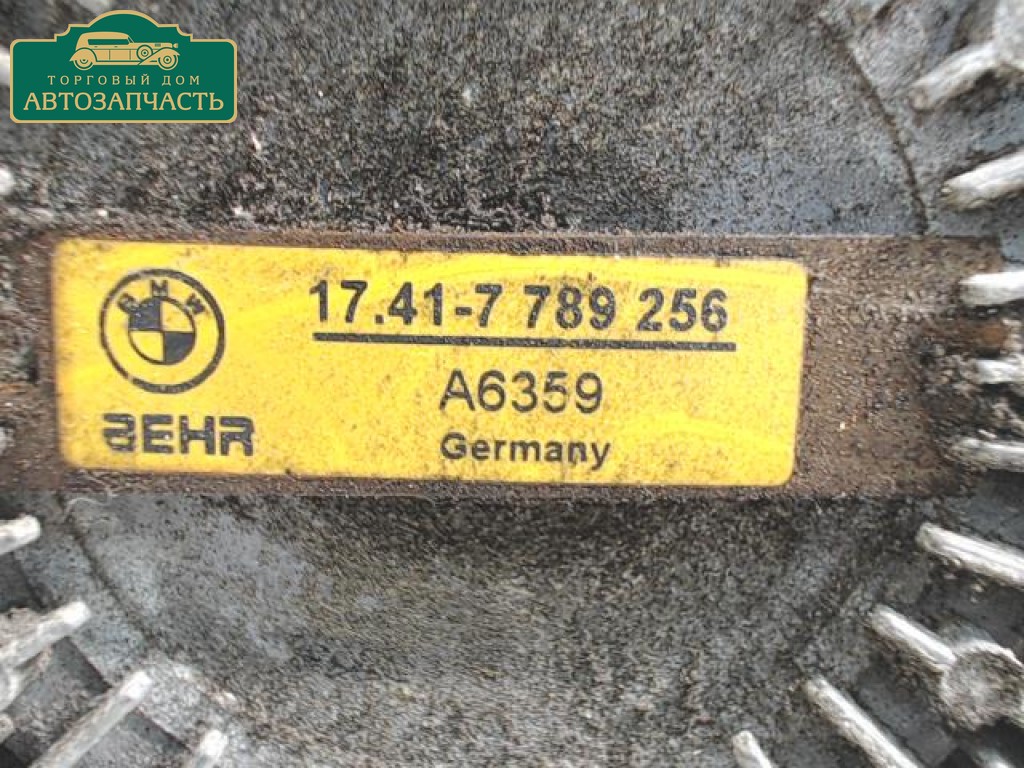 ТОРГОВЫЙ ДОМ
АВТОЗАПЧАСТЬ
BMW
17.41-7 789 256
A6359
BEHR
Germany